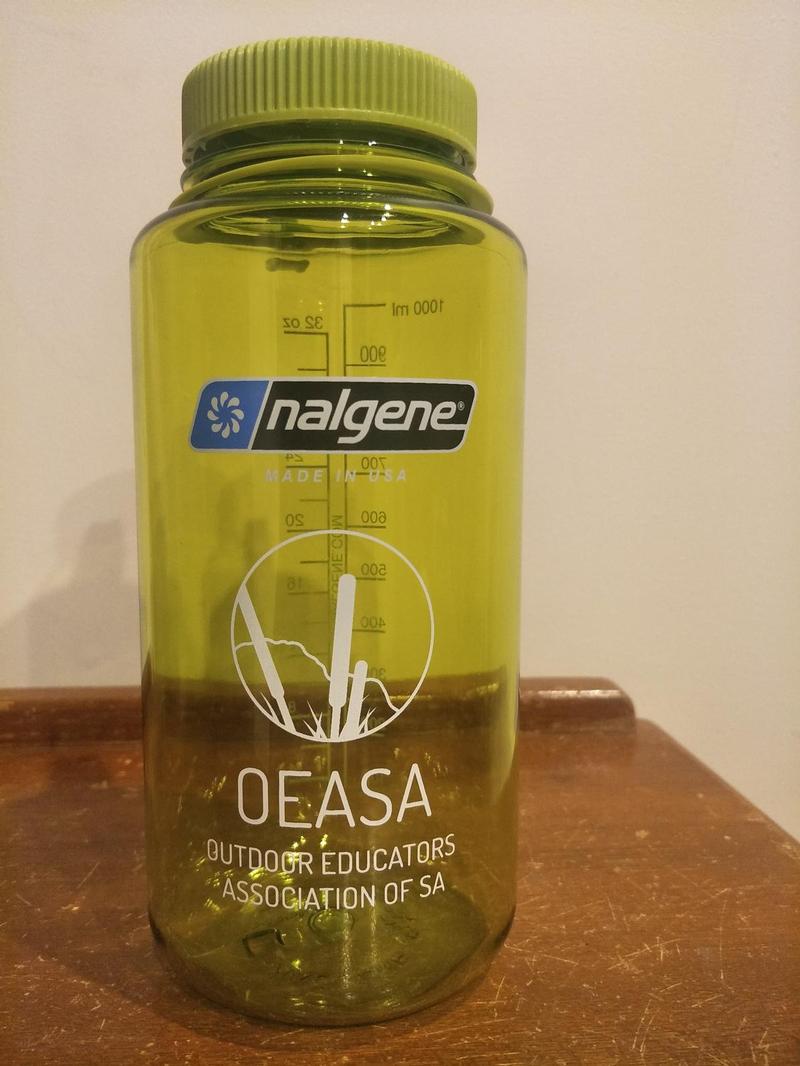 1000 ml
32 oz
900
nalgene®
24
700
MADE IN USA
20
600
500
16
400
OEASA
OUTDOOR EDUCATORS
ASSOCIATION OF SA